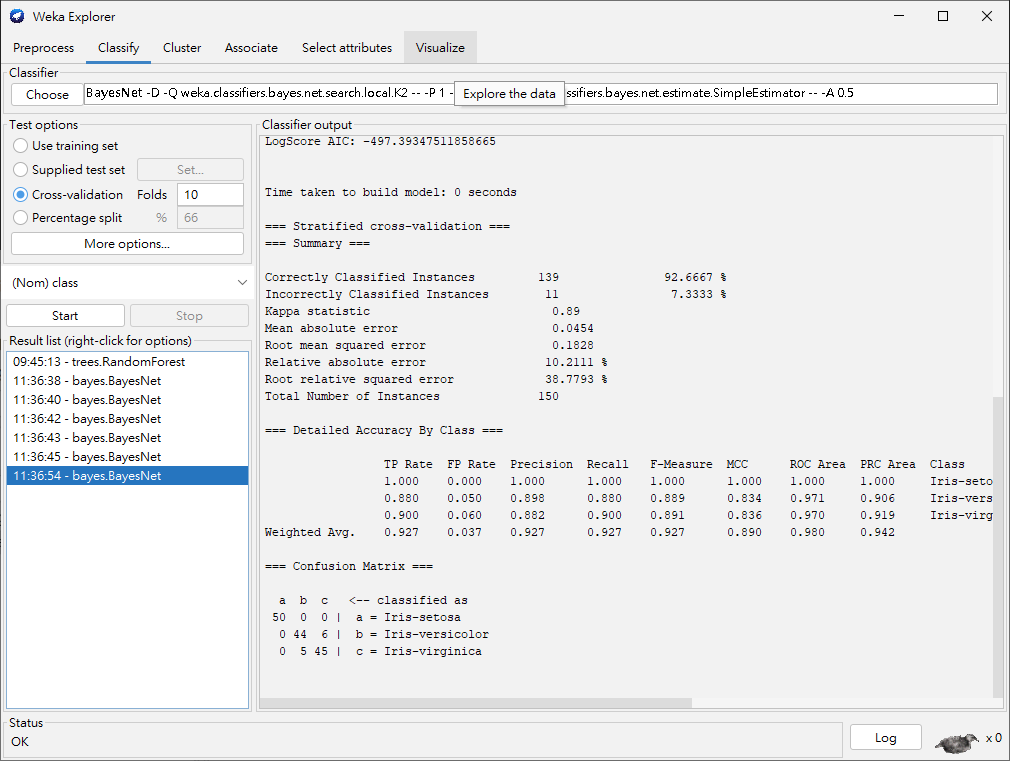 Weka Explorer
Preprocess Classify Cluster Associate Select attributes Visualize
Classifier
Choose BayesNet -D -Q weka.classifiers.bayes.net.search.local.K2 -- -P 1 - Explore the data ssifiers.bayes.net.estimate.SimpleEstimator -- -A 0.5
Test options
Use training set
Supplied test set Set...
Cross-validation Folds 10
Percentage split % 66
More options...
(Nom) class
Start Stop
Result list (right-click for options)
09:45:13 - trees.RandomForest
11:36:38 - bayes.BayesNet
11:36:40 - bayes.BayesNet
11:36:42 - bayes.BayesNet
11:36:43 - bayes.BayesNet
11:36:45 - bayes.BayesNet
11:36:54 - bayes.BayesNet
Classifier output
LogScore AIC: -497.39347511858665
Time taken to build model: 0 seconds
=== Stratified cross-validation ===
=== Summary ===
Correctly Classified Instances 139 92.6667 %
Incorrectly Classified Instances 11 7.3333 %
Kappa statistic 0.89
Mean absolute error 0.0454
Root mean squared error 0.1828
Relative absolute error 10.2111 %
Root relative squared error 38.7793 %
Total Number of Instances 150
=== Detailed Accuracy By Class ===
TP Rate FP Rate Precision Recall F-Measure MCC ROC Area PRC Area Class
1.000 0.000 1.000 1.000 1.000 1.000 1.000 1.000 Iris-seto
0.880 0.050 0.898 0.880 0.889 0.834 0.971 0.906 Iris-vers
0.900 0.060 0.882 0.900 0.891 0.836 0.970 0.919 Iris-virg
Weighted Avg. 0.927 0.037 0.927 0.927 0.927 0.890 0.980 0.942
=== Confusion Matrix ===
a b c <-- classified as
50 0 0 | a = Iris-setosa
0 44 6 | b = Iris-versicolor
0 5 45 | c = Iris-virginica
Status
OK
Log x 0